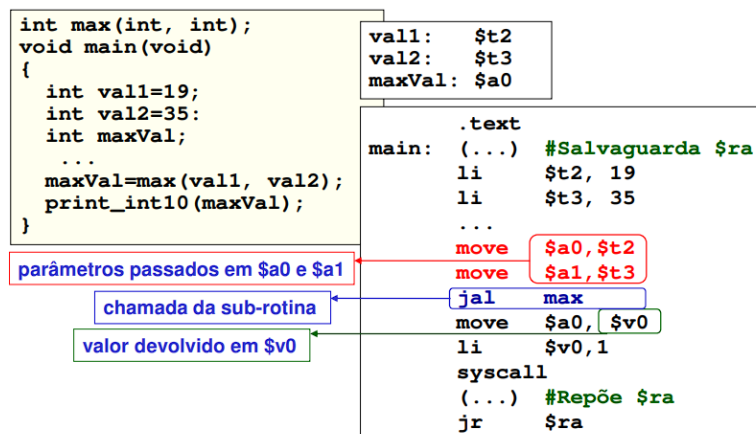 int max(int, int);
void main(void)
{
int val1=19;
int val2=35:
int maxVal;
...
maxVal=max(val1, val2);
print_int10(maxVal);
}
val1: $t2
val2: $t3
maxVal: $a0
.text
main: (...) #Salvaguarda $ra
li $t2, 19
li $t3, 35
...
move $a0,$t2
move $a1,$t3
jal max
move $a0, $v0
li $v0,1
syscall
(...) #Repõe $ra
jr $ra
parâmetros passados em $a0 e $a1
chamada da sub-rotina
valor devolvido em $v0